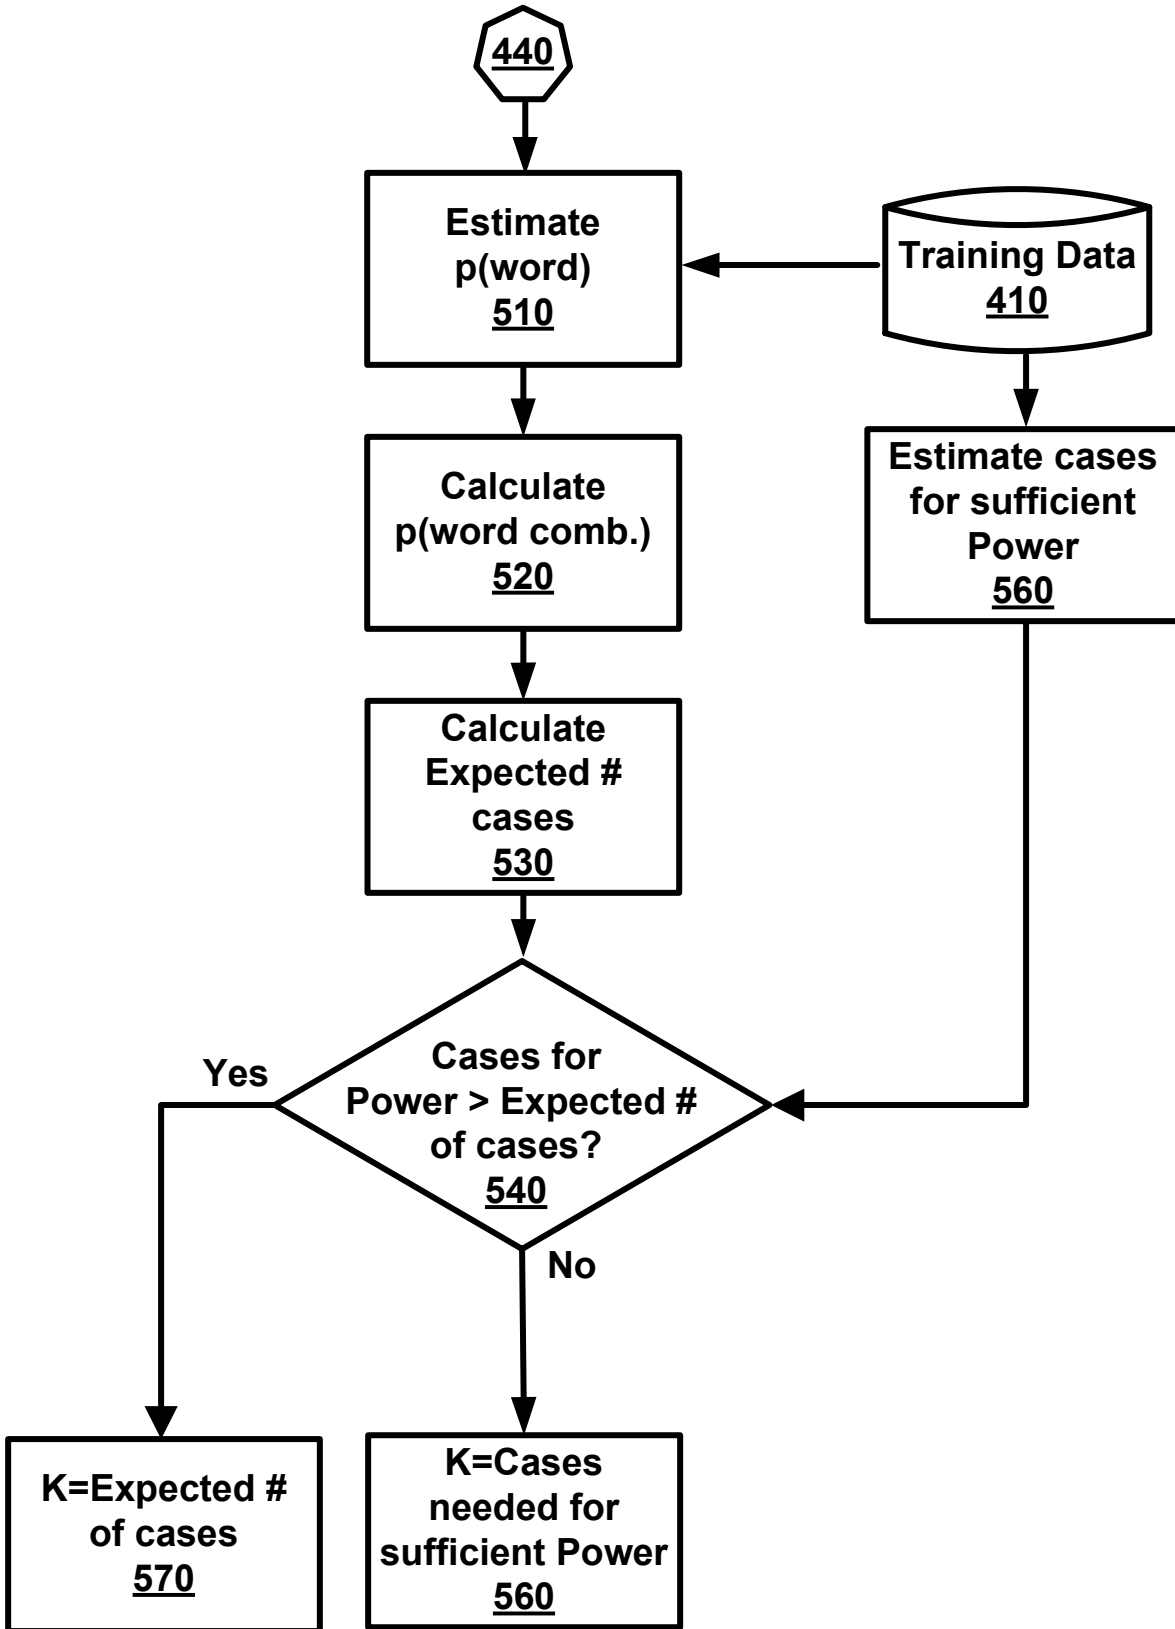 440
Estimate
p(word)
510
Training Data
410
Calculate
p(word comb.)
520
Estimate cases
for sufficient
Power
560
Calculate
Expected #
cases
530
Cases for
Power > Expected #
of cases?
540
Yes
No
K=Expected #
of cases
570
K=Cases
needed for
sufficient Power
560